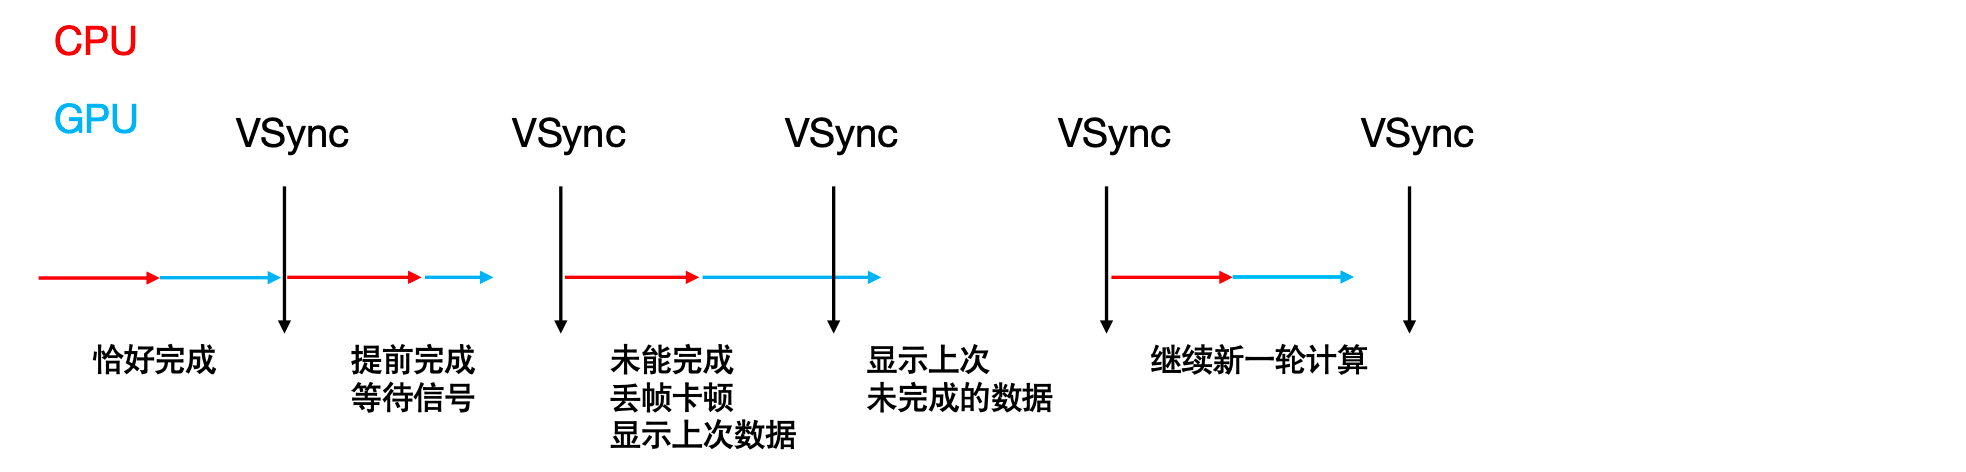 CPU
GPU
VSync VSync VSync VSync VSync
恰好完成
提前完成
等待信号
未能完成
丢帧卡顿
显示上次数据
显示上次
未完成的数据
继续新一轮计算